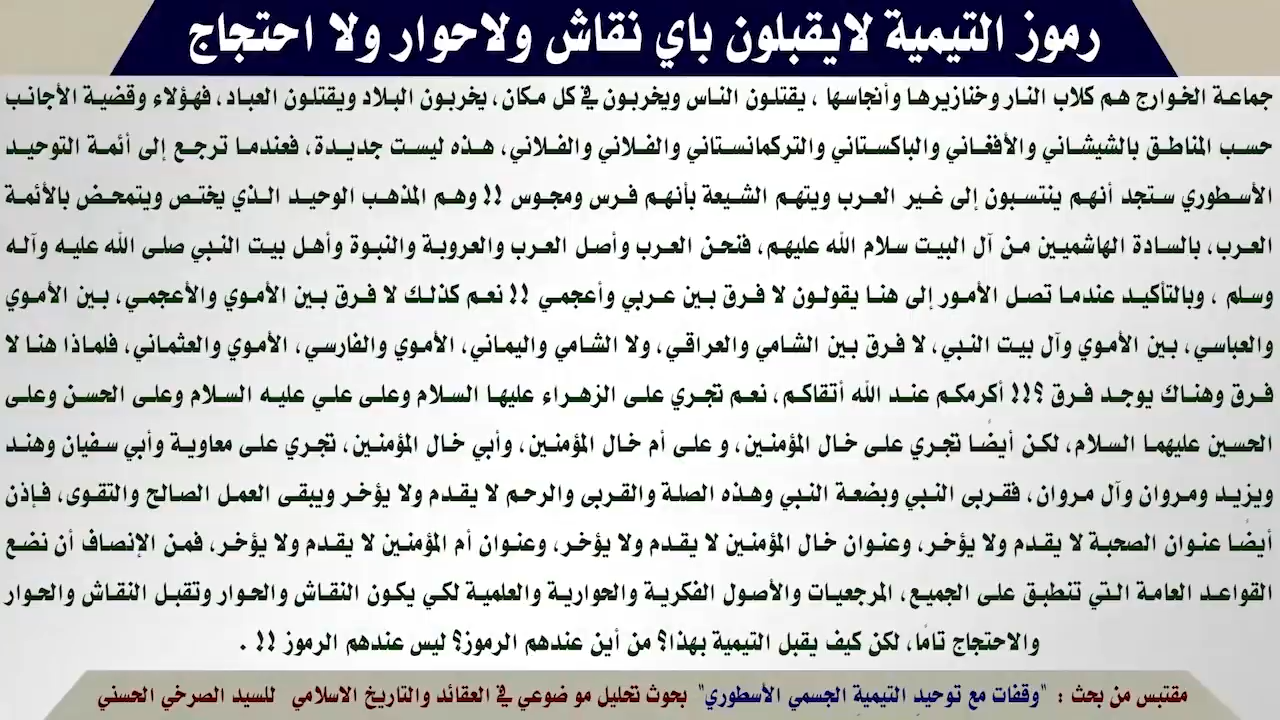 رموز التيمية لايقبلون باي نقاش ولاحوار ولا احتجاج
جماعة الخوارج هم كلاب النار وخنازيرها وأنجاسها ، يقتلون الناس ويخربون في كل مكان، يخربون البلاد ويقتلون العباد، فهؤلاء وقضية الأجانب
حسب المناطق بالشيشاني والأفغاني والباكستاني والتركمانستاني والفلاني والفلاني، هذه ليست جديدة، فعندما ترجع إلى أئمة التوحيد
الأسطوري ستجد أنهم ينتسبون إلى غير العرب ويتهم الشيعة بأنهم فرس ومجوس !! وهم المذهب الوحيد الذي يختص ويتمحض بالأئمة
العرب، بالسادة الهاشميين من آل البيت سلام الله عليهم، فنحن العرب وأصل العرب والعروبة والنبوة وأهل بيت النبي صلى الله عليه وآله
وسلم ، وبالتأكيد عندما تصل الأمور إلى هنا يقولون لا فرق بين عربي وأعجمي !! نعم كذلك لا فرق بين الأموي والأعجمي، بين الأموي
والعباسي، بين الأموي وآل بيت النبي، لا فرق بين الشامي والعراقي، ولا الشامي واليماني، الأموي والفارسي، الأموي والعثماني، فلماذا هنا لا
فرق وهناك يوجد فرق ؟!! أكرمكم عند الله أتقاكم، نعم تجري على الزهراء عليها السلام وعلى علي عليه السلام وعلى الحسن وعلى
الحسين عليهما السلام، لكن أيضًا تجري على خال المؤمنين، و على أم خال المؤمنين، وأبي خال المؤمنين، تجري على معاوية وأبي سفيان وهند
ويزيد ومروان وآل مروان، فقربى النبي وبضعة النبي وهذه الصلة والقربى والرحم لا يقدم ولا يؤخر ويبقى العمل الصالح والتقوى، فإذن
أيضًا عنوان الصحبة لا يقدم ولا يؤخر، وعنوان خال المؤمنين لا يقدم ولا يؤخر، وعنوان أم المؤمنين لا يقدم ولا يؤخر، فمن الإنصاف أن نضع
القواعد العامة التي تنطبق على الجميع، المرجعيات والأصول الفكرية والحوارية والعلمية لكي يكون النقاش والحوار وتقبل النقاش والحوار
والاحتجاج تامًا، لكن كيف يقبل التيمية بهذا؟ من أين عندهم الرموز؟ ليس عندهم الرموز !! .
مقتبس من بحث : "وقفات مع توحيد التيمية الجسمي الأسطوري" بحوث تحليل مو ضوعي في العقائد والتاريخ الاسلامي للسيد الصرخي الحسني